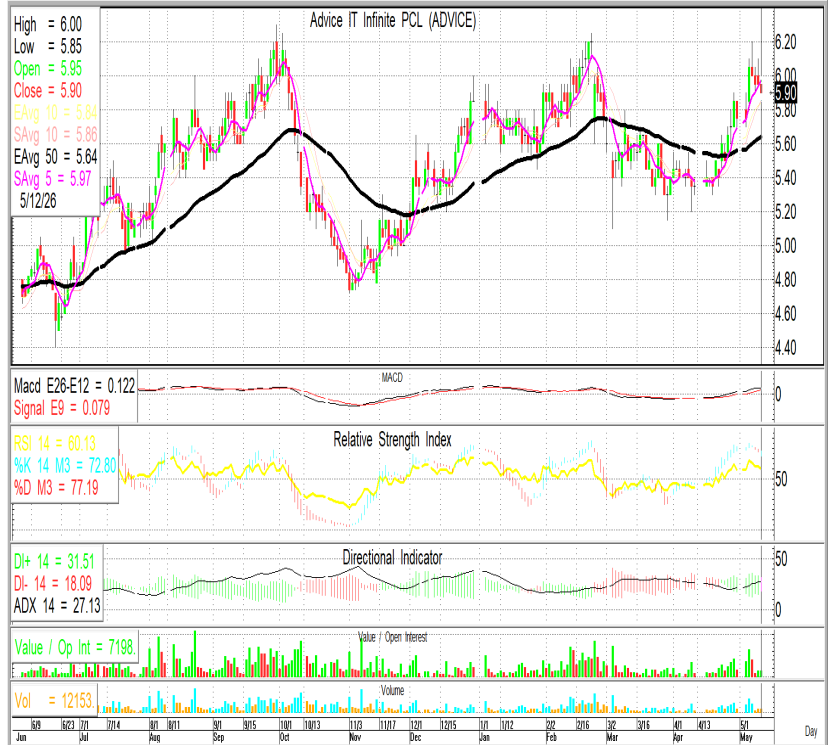 Advice IT Infinite PCL (ADVICE)
High = 6.00
Low = 5.85
Open = 5.95
Close = 5.90
EAvg 10 = 5.84
SAvg 10 = 5.86
EAvg 50 = 5.64
SAvg 5 = 5.97
5/12/26
6.20
6.00
5.90
5.80
5.60
5.40
5.20
5.00
4.80
4.60
4.40
MACD
Macd E26-E12 = 0.122
Signal E9 = 0.079
0
Relative Strength Index
RSI 14 = 60.13
%K 14 M3 = 72.80
%D M3 = 77.19
50
Directional Indicator
DI+ 14 = 31.51
DI- 14 = 18.09
ADX 14 = 27.13
50
0
Value / Open Interest
Value / Op Int = 7198.
Volume
Vol = 12153.
6/9 6/23 7/1 7/14 8/1 8/11 9/1 9/15 10/1 10/13 11/3 11/17 12/1 12/15 1/1 1/12 2/2 2/16 3/2 3/16 4/1 4/13 5/1
Jun Jul Aug Sep Oct Nov Dec Jan Feb Mar Apr May
Day